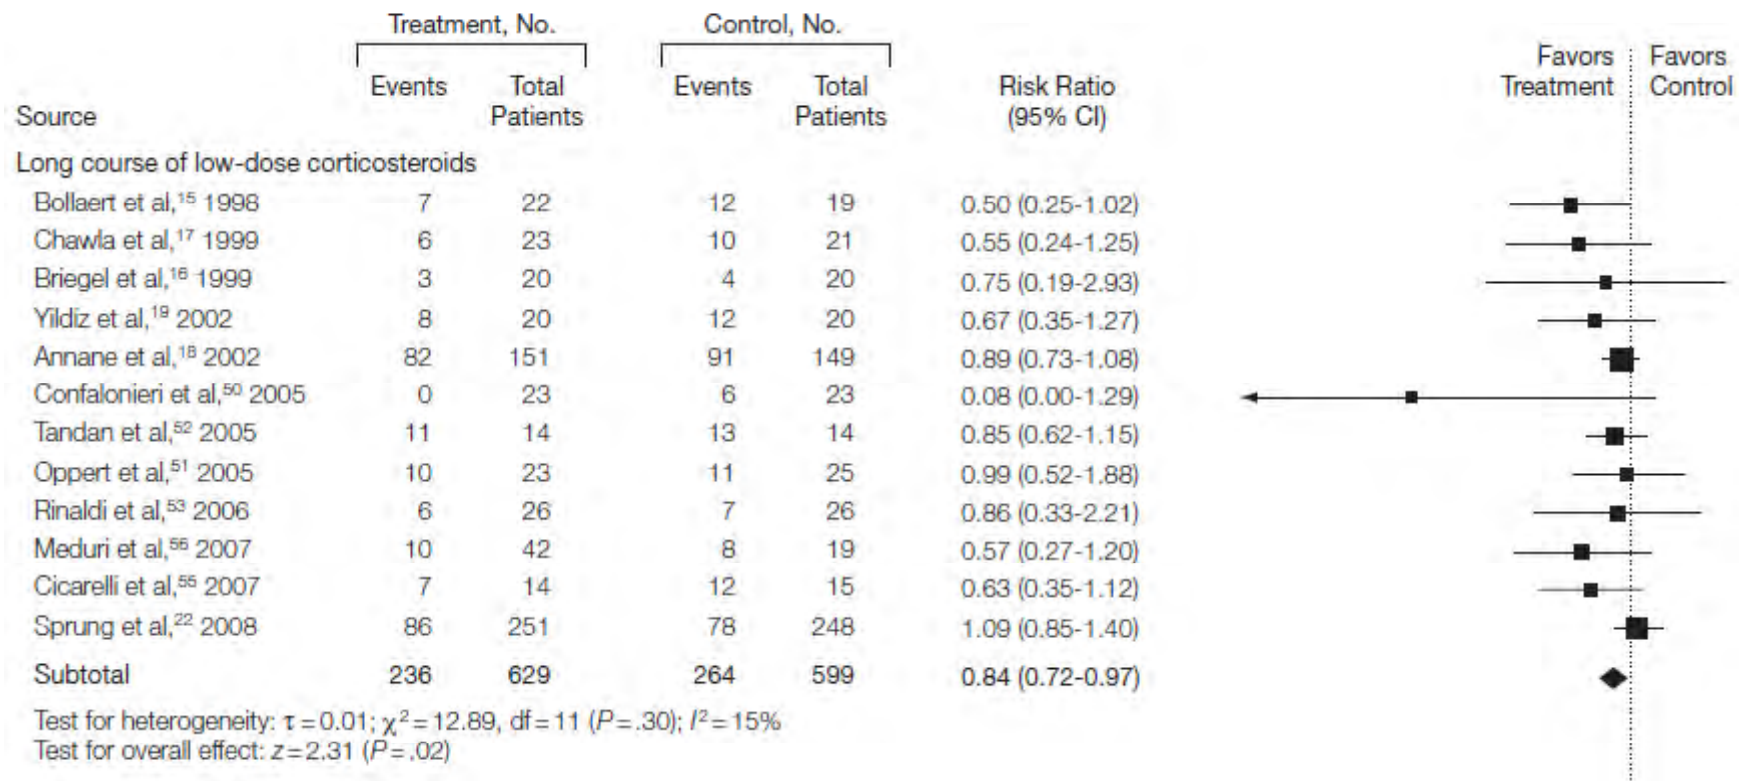 Treatment, No. Control, No.
Favors Favors
Events Total Events Total Risk Ratio Treatment Control
Source Patients Patients (95% CI)
Long course of low-dose corticosteroids
Bollaert et al,15 1998 7 22 12 19 0.50 (0.25-1.02)
Chawla et al,17 1999 6 23 10 21 0.55 (0.24-1.25)
Briegel et al,16 1999 3 20 4 20 0.75 (0.19-2.93)
Yildiz et al,19 2002 8 20 12 20 0.67 (0.35-1.27)
Annane et al,18 2002 82 151 91 149 0.89 (0.73-1.08)
Confalonieri et al,50 2005 0 23 6 23 0.08 (0.00-1.29)
Tandan et al,52 2005 11 14 13 14 0.85 (0.62-1.15)
Oppert et al,51 2005 10 23 11 25 0.99 (0.52-1.88)
Rinaldi et al,53 2006 6 26 7 26 0.86 (0.33-2.21)
Meduri et al,56 2007 10 42 8 19 0.57 (0.27-1.20)
Cicarelli et al,55 2007 7 14 12 15 0.63 (0.35-1.12)
Sprung et al,22 2008 86 251 78 248 1.09 (0.85-1.40)
Subtotal 236 629 264 599 0.84 (0.72-0.97)
Test for heterogeneity: τ=0.01; χ²=12.89, df=11 (P=.30); I²=15%
Test for overall effect: z=2.31 (P=.02)